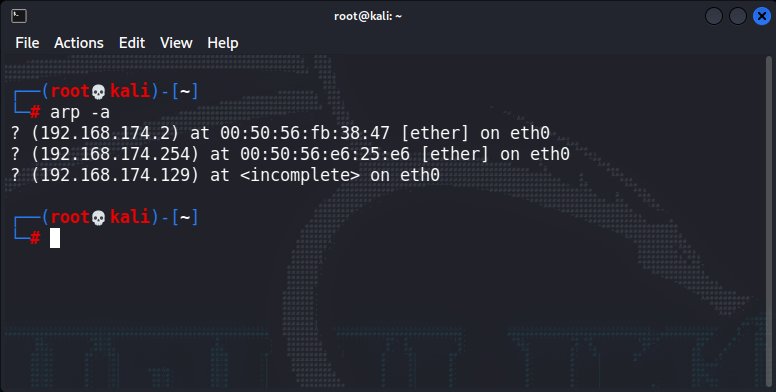 root@kali: ~
File Actions Edit View Help
┌──(root💀kali)-[~]
└─# arp -a
? (192.168.174.2) at 00:50:56:fb:38:47 [ether] on eth0
? (192.168.174.254) at 00:50:56:e6:25:e6 [ether] on eth0
? (192.168.174.129) at <incomplete> on eth0
┌──(root💀kali)-[~]
└─#